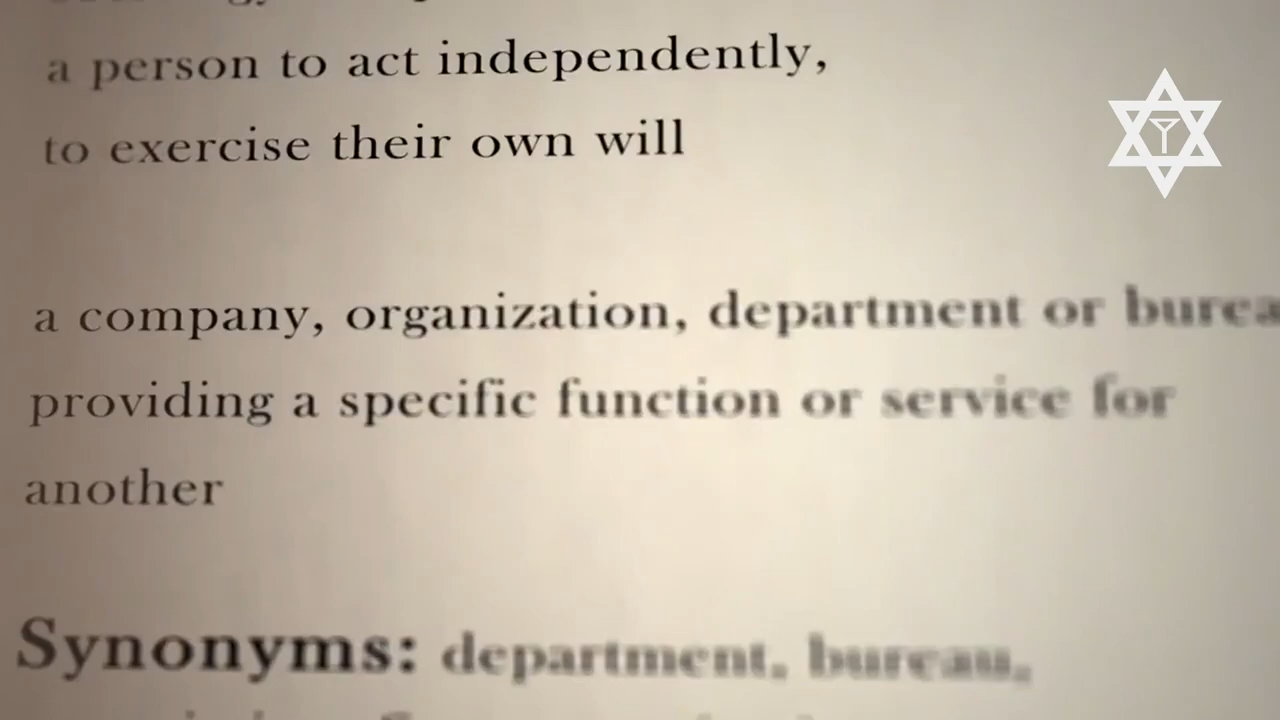 a person to act independently,
to exercise their own will
a company, organization, department or burea
providing a specific function or service for
another
Synonyms: department, bureau,